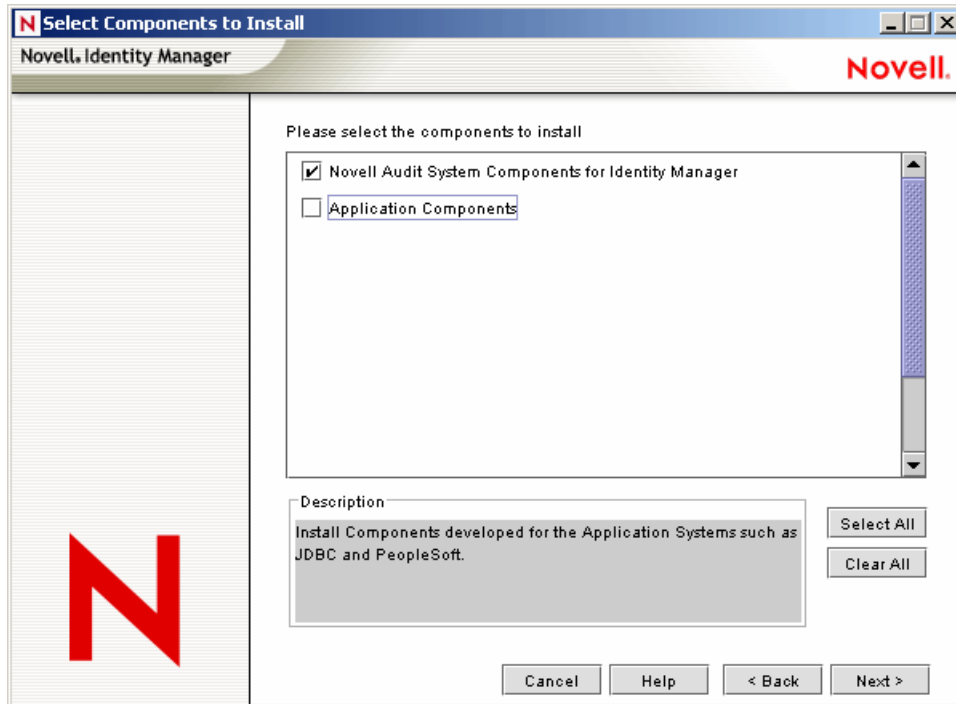 Select Components to Install
Novell. Identity Manager
Novell.
Please select the components to install
Novell Audit System Components for Identity Manager
Application Components
Description
Install Components developed for the Application Systems such as
JDBC and PeopleSoft.
Select All
Clear All
Cancel
Help
< Back
Next >